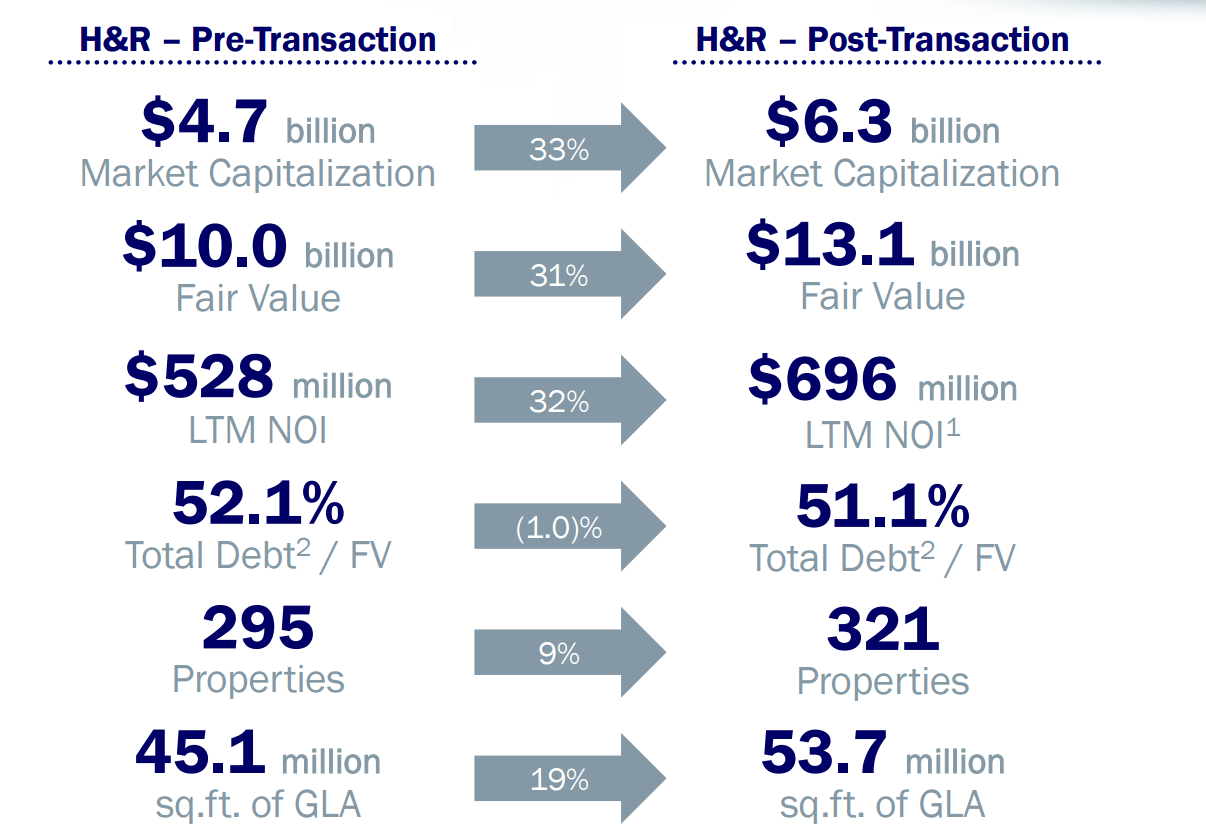 H&R – Pre-Transaction
H&R – Post-Transaction
$4.7 billion
Market Capitalization
33%
$6.3 billion
Market Capitalization
$10.0 billion
Fair Value
31%
$13.1 billion
Fair Value
$528 million
LTM NOI
32%
$696 million
LTM NOI¹
52.1%
Total Debt² / FV
(1.0)%
51.1%
Total Debt² / FV
295
Properties
9%
321
Properties
45.1 million
sq.ft. of GLA
19%
53.7 million
sq.ft. of GLA